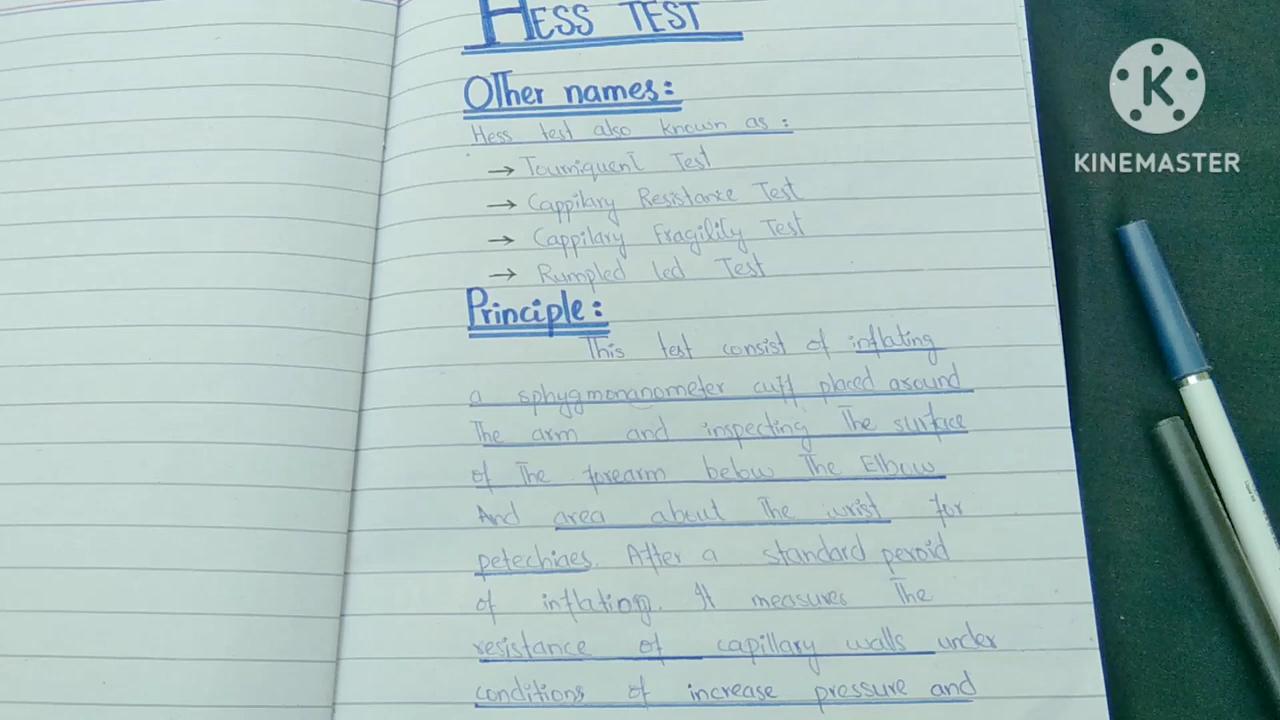 HESS TEST
Other names:
Hess test also known as:
→ Tourniquent Test
→ Cappilary Resistance Test
→ Cappilary Fragility Test
→ Rumpled led Test
Principle:
This test consist of inflating
a sphygmonanometer cuff placed around
The arm and inspecting The surface
of The forearm below The Elbow
And area about The wrist for
petechiaes. After a standard peroid
of inflating. It measures The
resistance of capillary walls under
conditions of increase pressure and
K
KINEMASTER